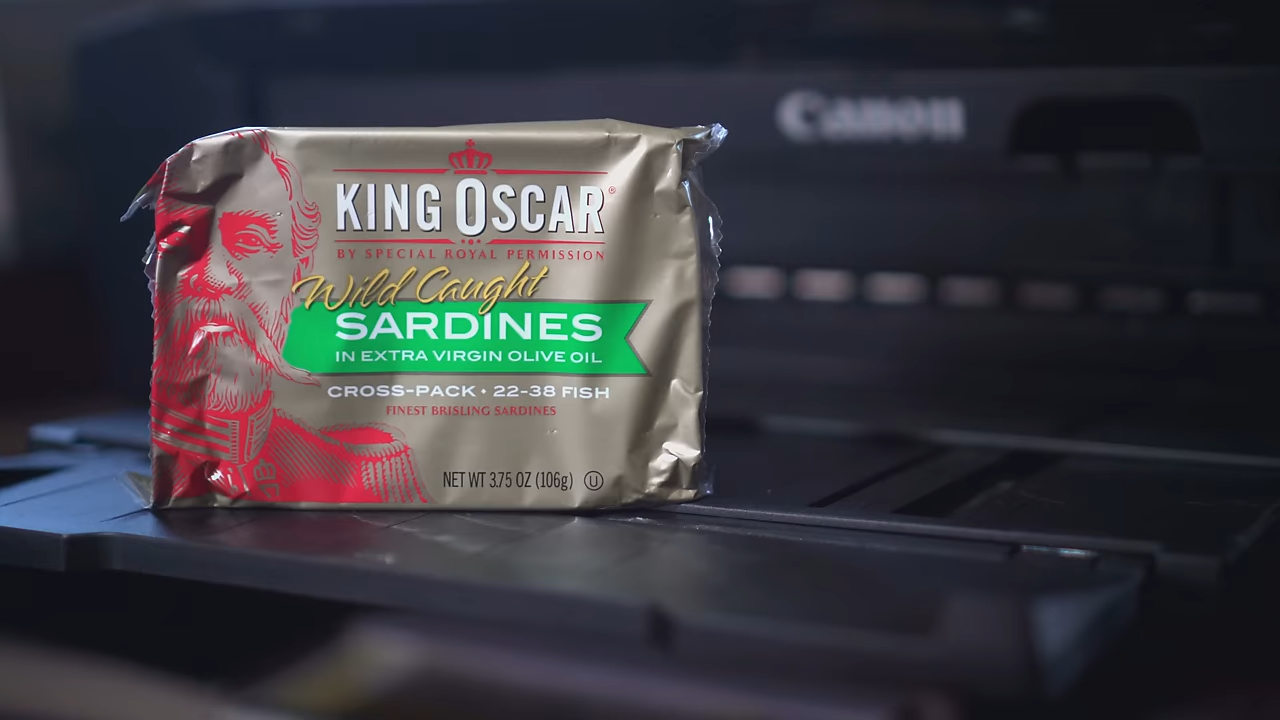 Canon
KING OSCAR®
BY SPECIAL ROYAL PERMISSION
Wild Caught
SARDINES
IN EXTRA VIRGIN OLIVE OIL
CROSS-PACK • 22-38 FISH
FINEST BRISLING SARDINES
NET WT 3.75 OZ (106g) Ⓤ